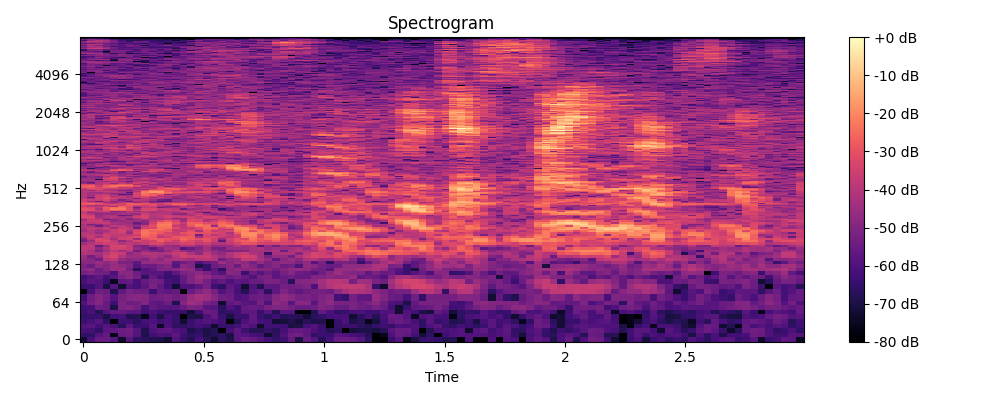 Spectrogram
Hz
4096
2048
1024
512
256
128
64
0
0 0.5 1 1.5 2 2.5
Time
+0 dB
-10 dB
-20 dB
-30 dB
-40 dB
-50 dB
-60 dB
-70 dB
-80 dB